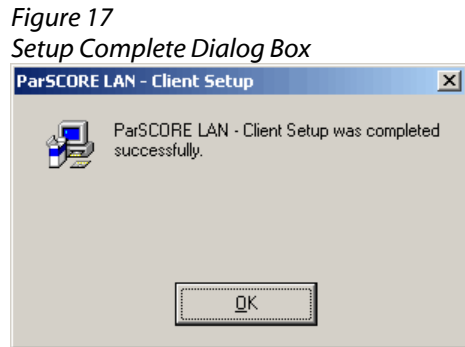 Figure 17
Setup Complete Dialog Box
ParSCORE LAN - Client Setup
ParSCORE LAN - Client Setup was completed
successfully.
OK